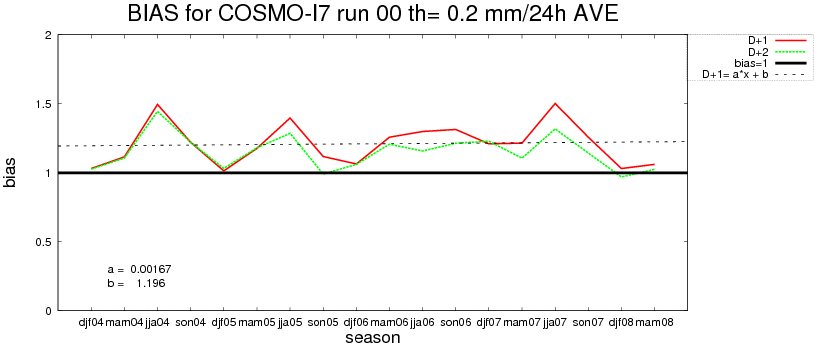 BIAS for COSMO-I7 run 00 th= 0.2 mm/24h AVE
D+1
D+2
bias=1
D+1= a*x + b
2
1.5
1
0.5
0
bias
a = 0.00167
b = 1.196
djf04 mam04 jja04 son04 djf05 mam05 jja05 son05 djf06 mam06 jja06 son06 djf07 mam07 jja07 son07 djf08 mam08
season